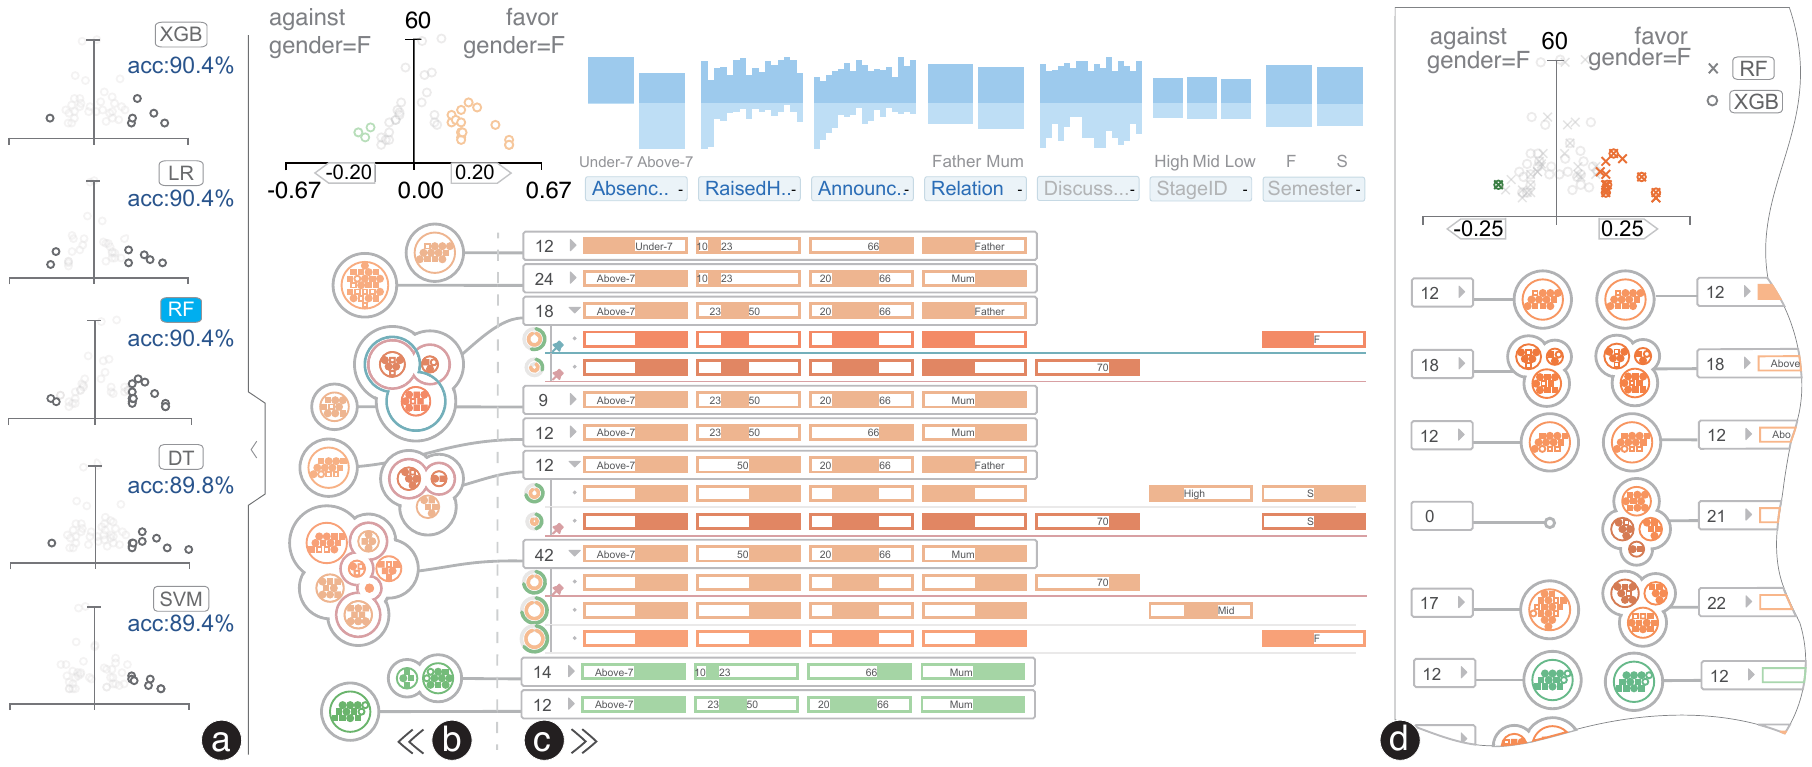 XGB
acc:90.4%
LR
acc:90.4%
RF
acc:90.4%
DT
acc:89.8%
SVM
acc:89.4%
a
against
gender=F
60
favor
gender=F
-0.20
0.20
-0.67
0.00
0.67
Under-7 Above-7
Father Mum
High Mid Low
F S
Absenc.. -
RaisedH.. -
Announc.. -
Relation -
Discuss... -
StageID -
Semester -
12 Under-7 10 23 66 Father
24 Above-7 10 23 20 66 Mum
18 Above-7 23 50 20 66 Father
F
70
9 Above-7 23 50 20 66 Mum
12 Above-7 23 50 66 Mum
12 Above-7 50 20 66 Father
High S
70 S
42 Above-7 50 20 66 Mum
70
Mid
F
14 Above-7 10 23 66 Mum
12 Above-7 23 50 20 66 Mum
b
c
against
gender=F
60
favor
gender=F
RF
XGB
-0.25
0.25
12 12
18 18 Above
12 12 Abo
0 21
17 22
12 12
d